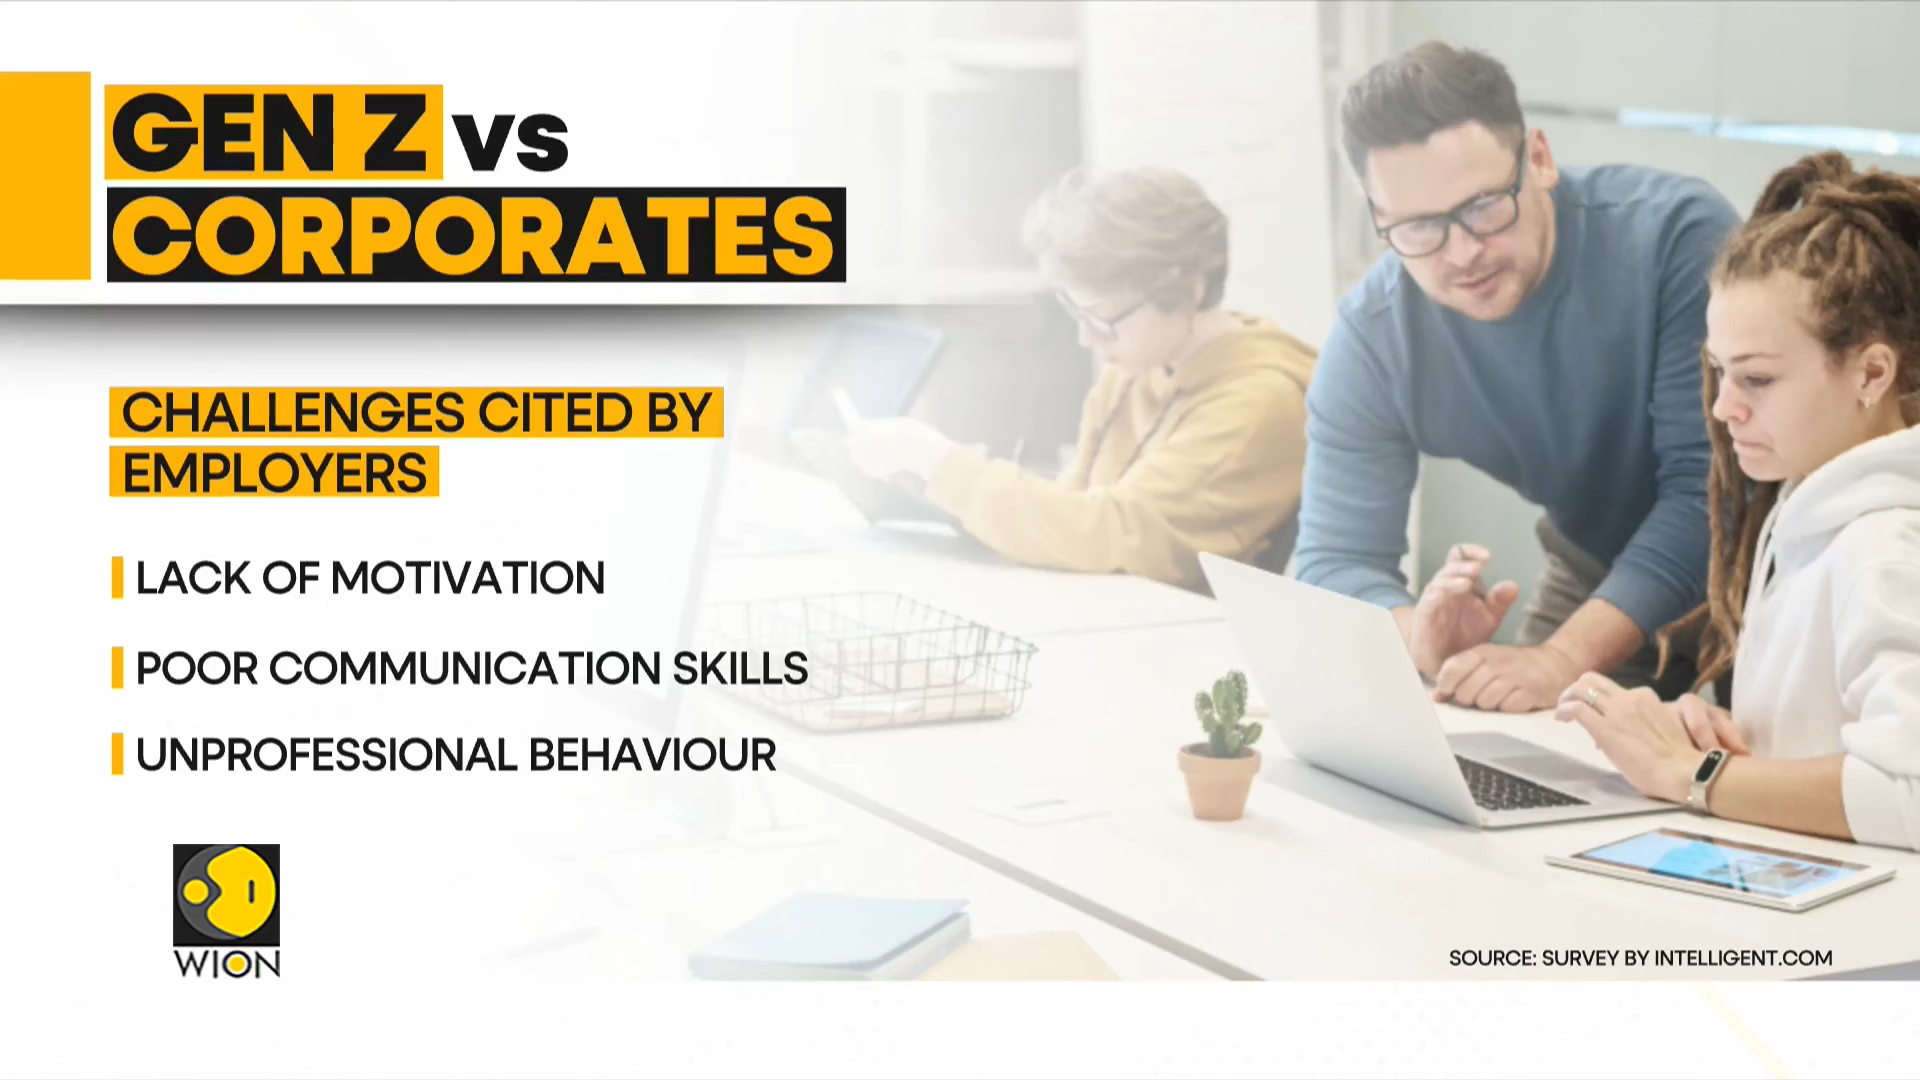 GEN Z vs
CORPORATES
CHALLENGES CITED BY
EMPLOYERS
LACK OF MOTIVATION
POOR COMMUNICATION SKILLS
UNPROFESSIONAL BEHAVIOUR
WION
SOURCE: SURVEY BY INTELLIGENT.COM